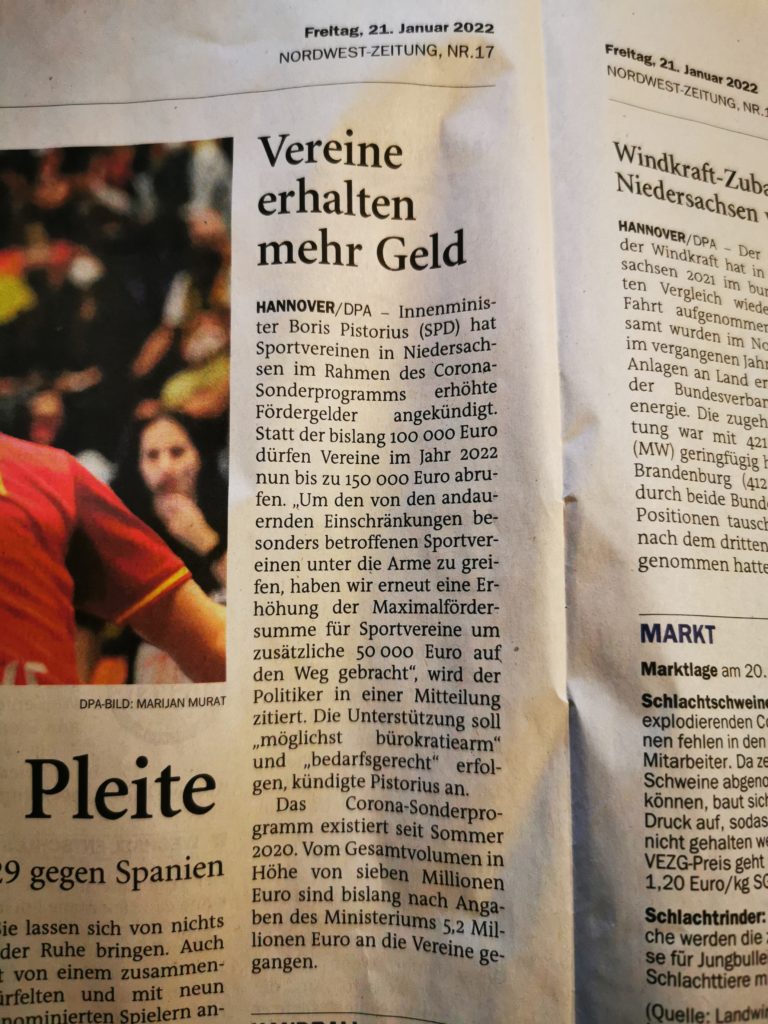 Freitag, 21. Januar 2022
NORDWEST-ZEITUNG, NR.17
Vereine
erhalten
mehr Geld
HANNOVER/DPA – Innenminis-
ter Boris Pistorius (SPD) hat
Sportvereinen in Niedersach-
sen im Rahmen des Corona-
Sonderprogramms erhöhte
Fördergelder angekündigt.
Statt der bislang 100 000 Euro
dürfen Vereine im Jahr 2022
nun bis zu 150 000 Euro abru-
fen. „Um den von den andau-
ernden Einschränkungen be-
sonders betroffenen Sportver-
einen unter die Arme zu grei-
fen, haben wir erneut eine Er-
höhung der Maximalförder-
summe für Sportvereine um
zusätzliche 50 000 Euro auf
den Weg gebracht“, wird der
Politiker in einer Mitteilung
zitiert. Die Unterstützung soll
„möglichst bürokratiearm“
und „bedarfsgerecht“ erfol-
gen, kündigte Pistorius an.
Das Corona-Sonderpro-
gramm existiert seit Sommer
2020. Vom Gesamtvolumen in
Höhe von sieben Millionen
Euro sind bislang nach Anga-
ben des Ministeriums 5,2 Mil-
lionen Euro an die Vereine ge-
gangen.
DPA-BILD: MARIJAN MURAT
Pleite
29 gegen Spanien
lassen sich von nichts
der Ruhe bringen. Auch
von einem zusammen-
und mit neun
Spielern an-
Freitag, 21. Januar 2022
NORDWEST-ZEITUNG, NR.
Windkraft-Zuba
Niedersachsen
HANNOVER/DPA – Der
der Windkraft hat in
sachsen 2021 im bun
ten Vergleich wiede
Fahrt aufgenommen
samt wurden im No
im vergangenen Jahr
Anlagen an Land er
der Bundesverban
energie. Die zugeh
tung war mit 421
(MW) geringfügig h
Brandenburg (412
durch beide Bund
Positionen tausch
nach dem dritten
genommen hatte
MARKT
Marktlage am 20.
Schlachtschweine
explodierenden Co
nen fehlen in den
Mitarbeiter. Da ze
Schweine abgeno
können, baut sich
Druck auf, sodas
nicht gehalten we
VEZG-Preis geht
1,20 Euro/kg SG
Schlachtrinder:
che werden die
se für Jungbulle
Schlachttiere m
(Quelle: Landwir